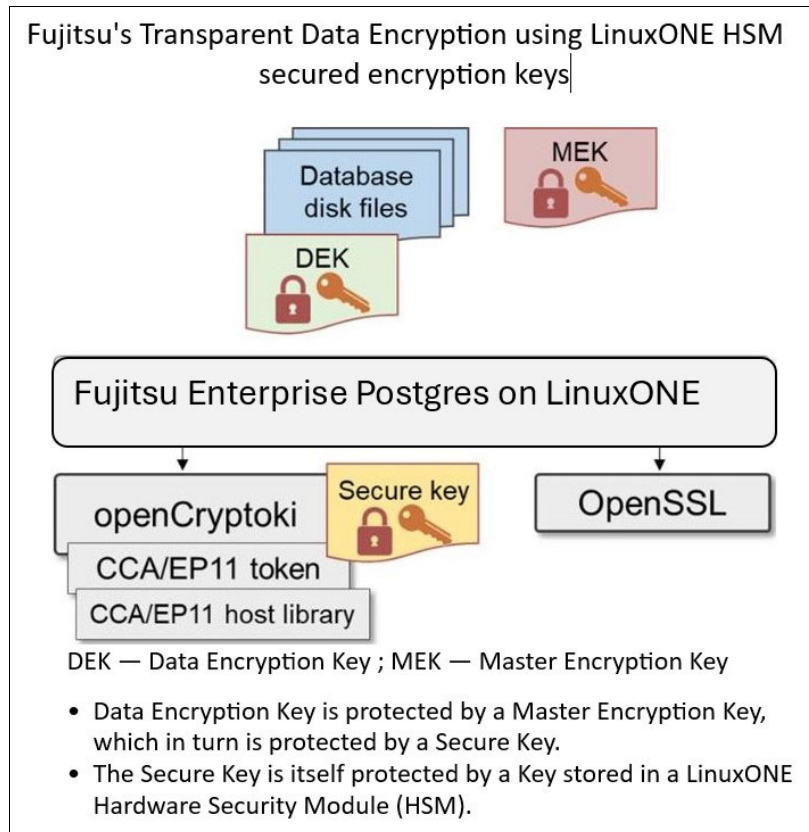 Fujitsu's Transparent Data Encryption using LinuxONE HSM
secured encryption keys
Database
disk files
MEK
DEK
Fujitsu Enterprise Postgres on LinuxONE
openCryptoki
Secure key
OpenSSL
CCA/EP11 token
CCA/EP11 host library
DEK — Data Encryption Key ; MEK — Master Encryption Key
• Data Encryption Key is protected by a Master Encryption Key,
which in turn is protected by a Secure Key.
• The Secure Key is itself protected by a Key stored in a LinuxONE
Hardware Security Module (HSM).